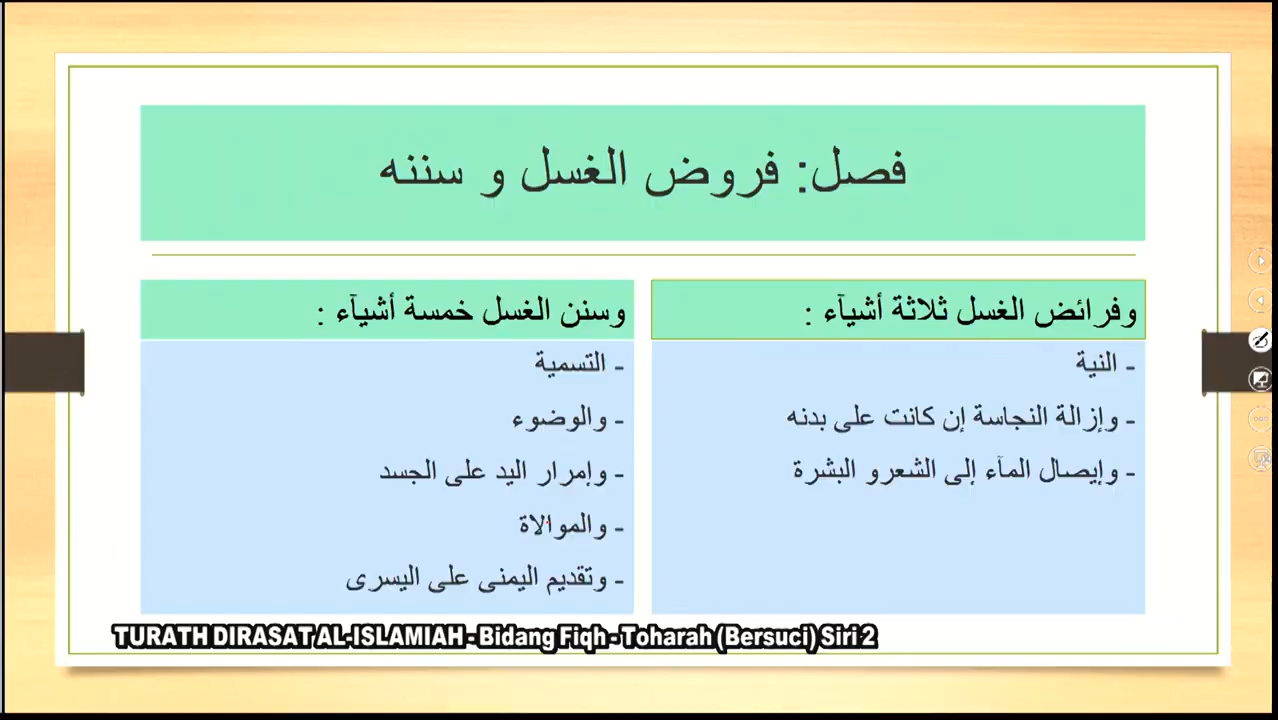 فصل: فروض الغسل و سننه
وفرائض الغسل ثلاثة أشيآء :
- النية
- وإزالة النجاسة إن كانت على بدنه
- وإيصال المآء إلى الشعرو البشرة
وسنن الغسل خمسة أشيآء :
- التسمية
- والوضوء
- وإمرار اليد على الجسد
- والموالاة
- وتقديم اليمنى على اليسرى
TURATH DIRASAT AL-ISLAMIAH - Bidang Fiqh - Toharah (Bersuci) Siri 2